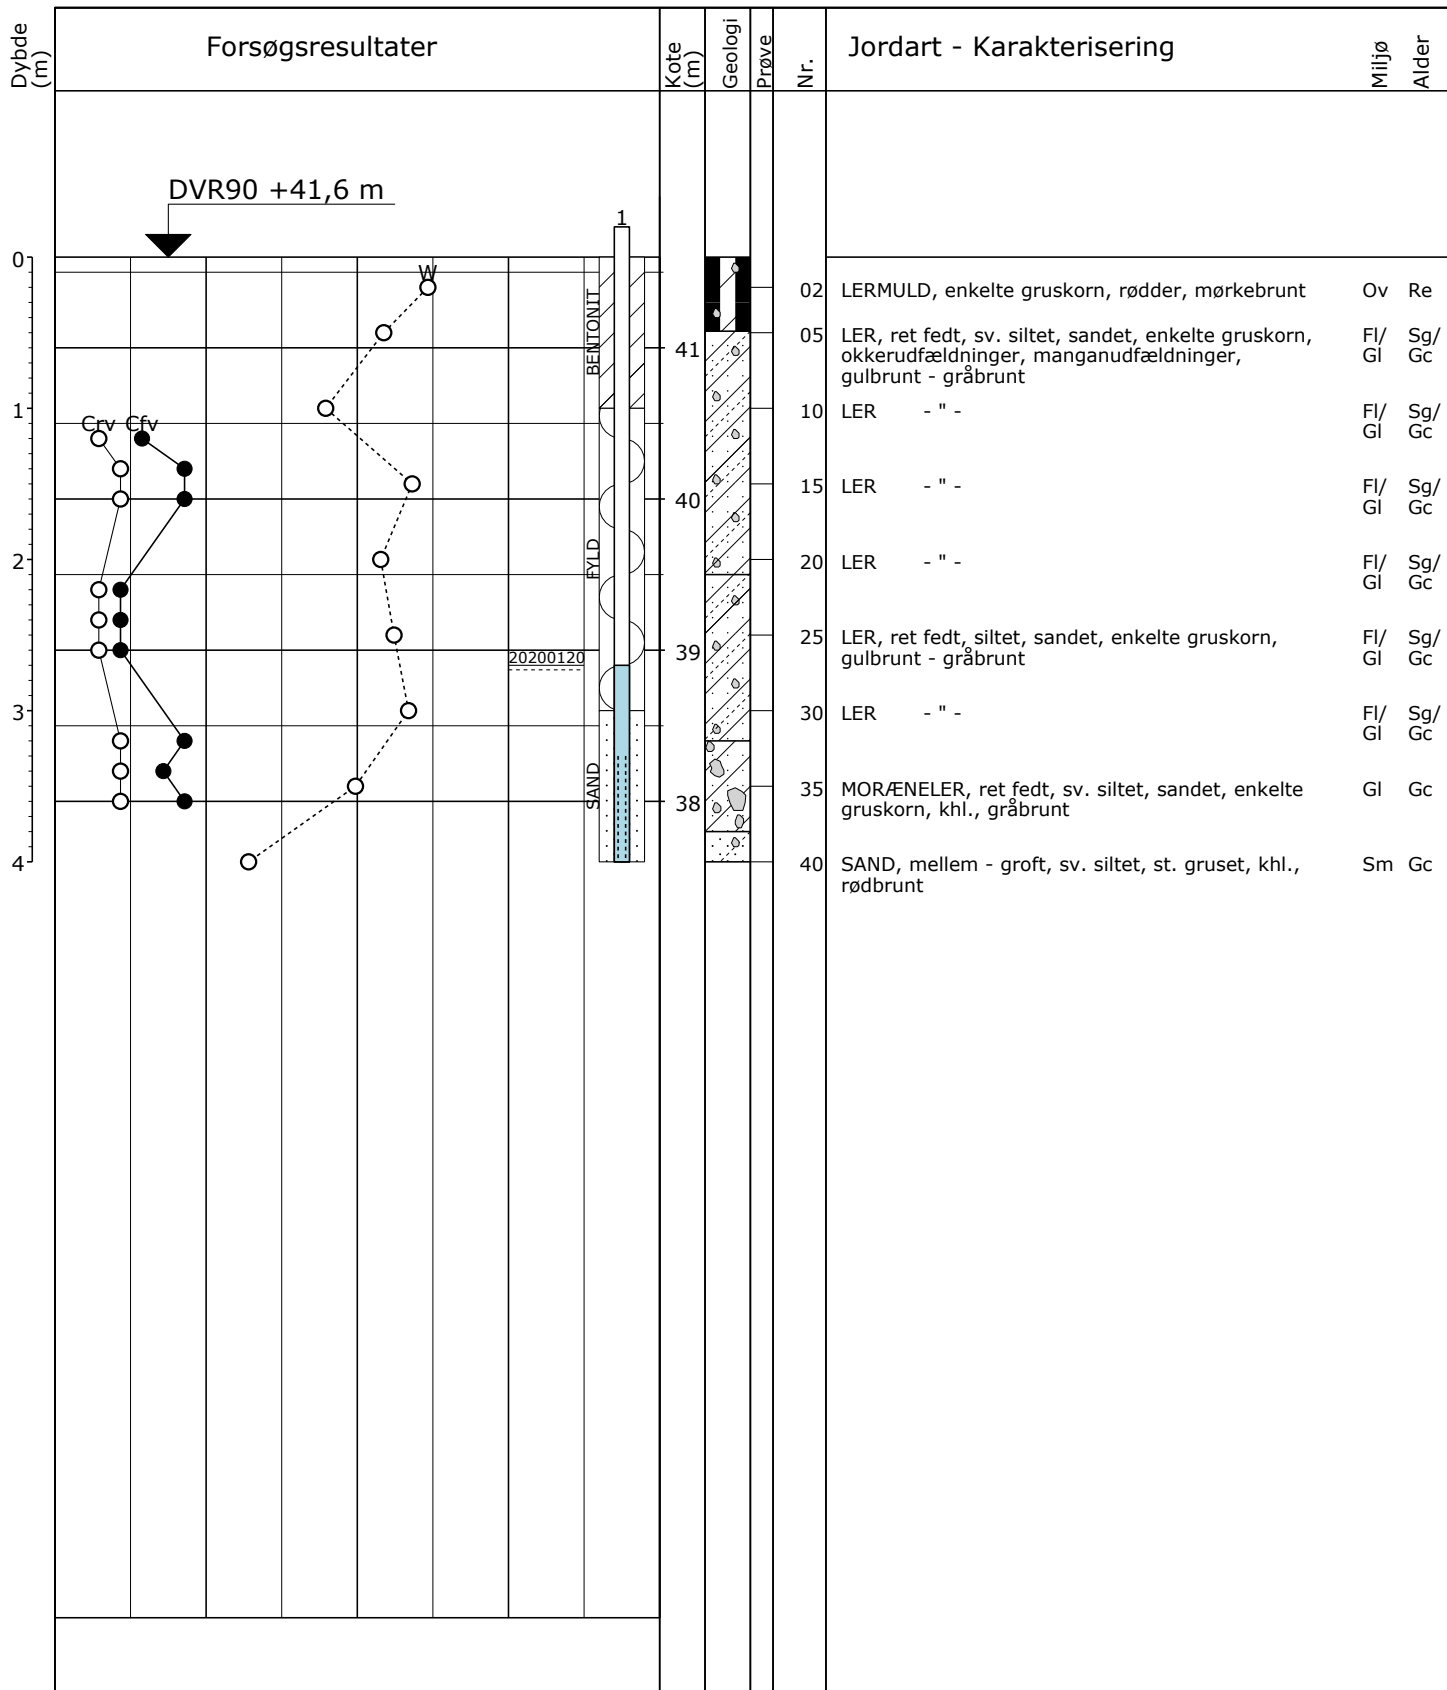 Dybde
(m)
Forsøgsresultater
Kote
(m)
Geologi
Prøve
Nr.
Jordart - Karakterisering
Miljø
Alder
DVR90 +41,6 m
1
0
W
BENTONIT
02 LERMULD, enkelte gruskorn, rødder, mørkebrunt Ov Re
05 LER, ret fedt, sv. siltet, sandet, enkelte gruskorn, Fl/ Sg/
okkerudfældninger, manganudfældninger, Gl Gc
gulbrunt - gråbrunt
41
1
Crv Cfv
10 LER - " - Fl/ Sg/
Gl Gc
15 LER - " - Fl/ Sg/
Gl Gc
40
2
FYLD
20 LER - " - Fl/ Sg/
Gl Gc
25 LER, ret fedt, siltet, sandet, enkelte gruskorn, Fl/ Sg/
gulbrunt - gråbrunt Gl Gc
20200120
39
3
30 LER - " - Fl/ Sg/
Gl Gc
SAND
35 MORÆNELER, ret fedt, sv. siltet, sandet, enkelte Gl Gc
gruskorn, khl., gråbrunt
38
4
40 SAND, mellem - groft, sv. siltet, st. gruset, khl., Sm Gc
rødbrunt